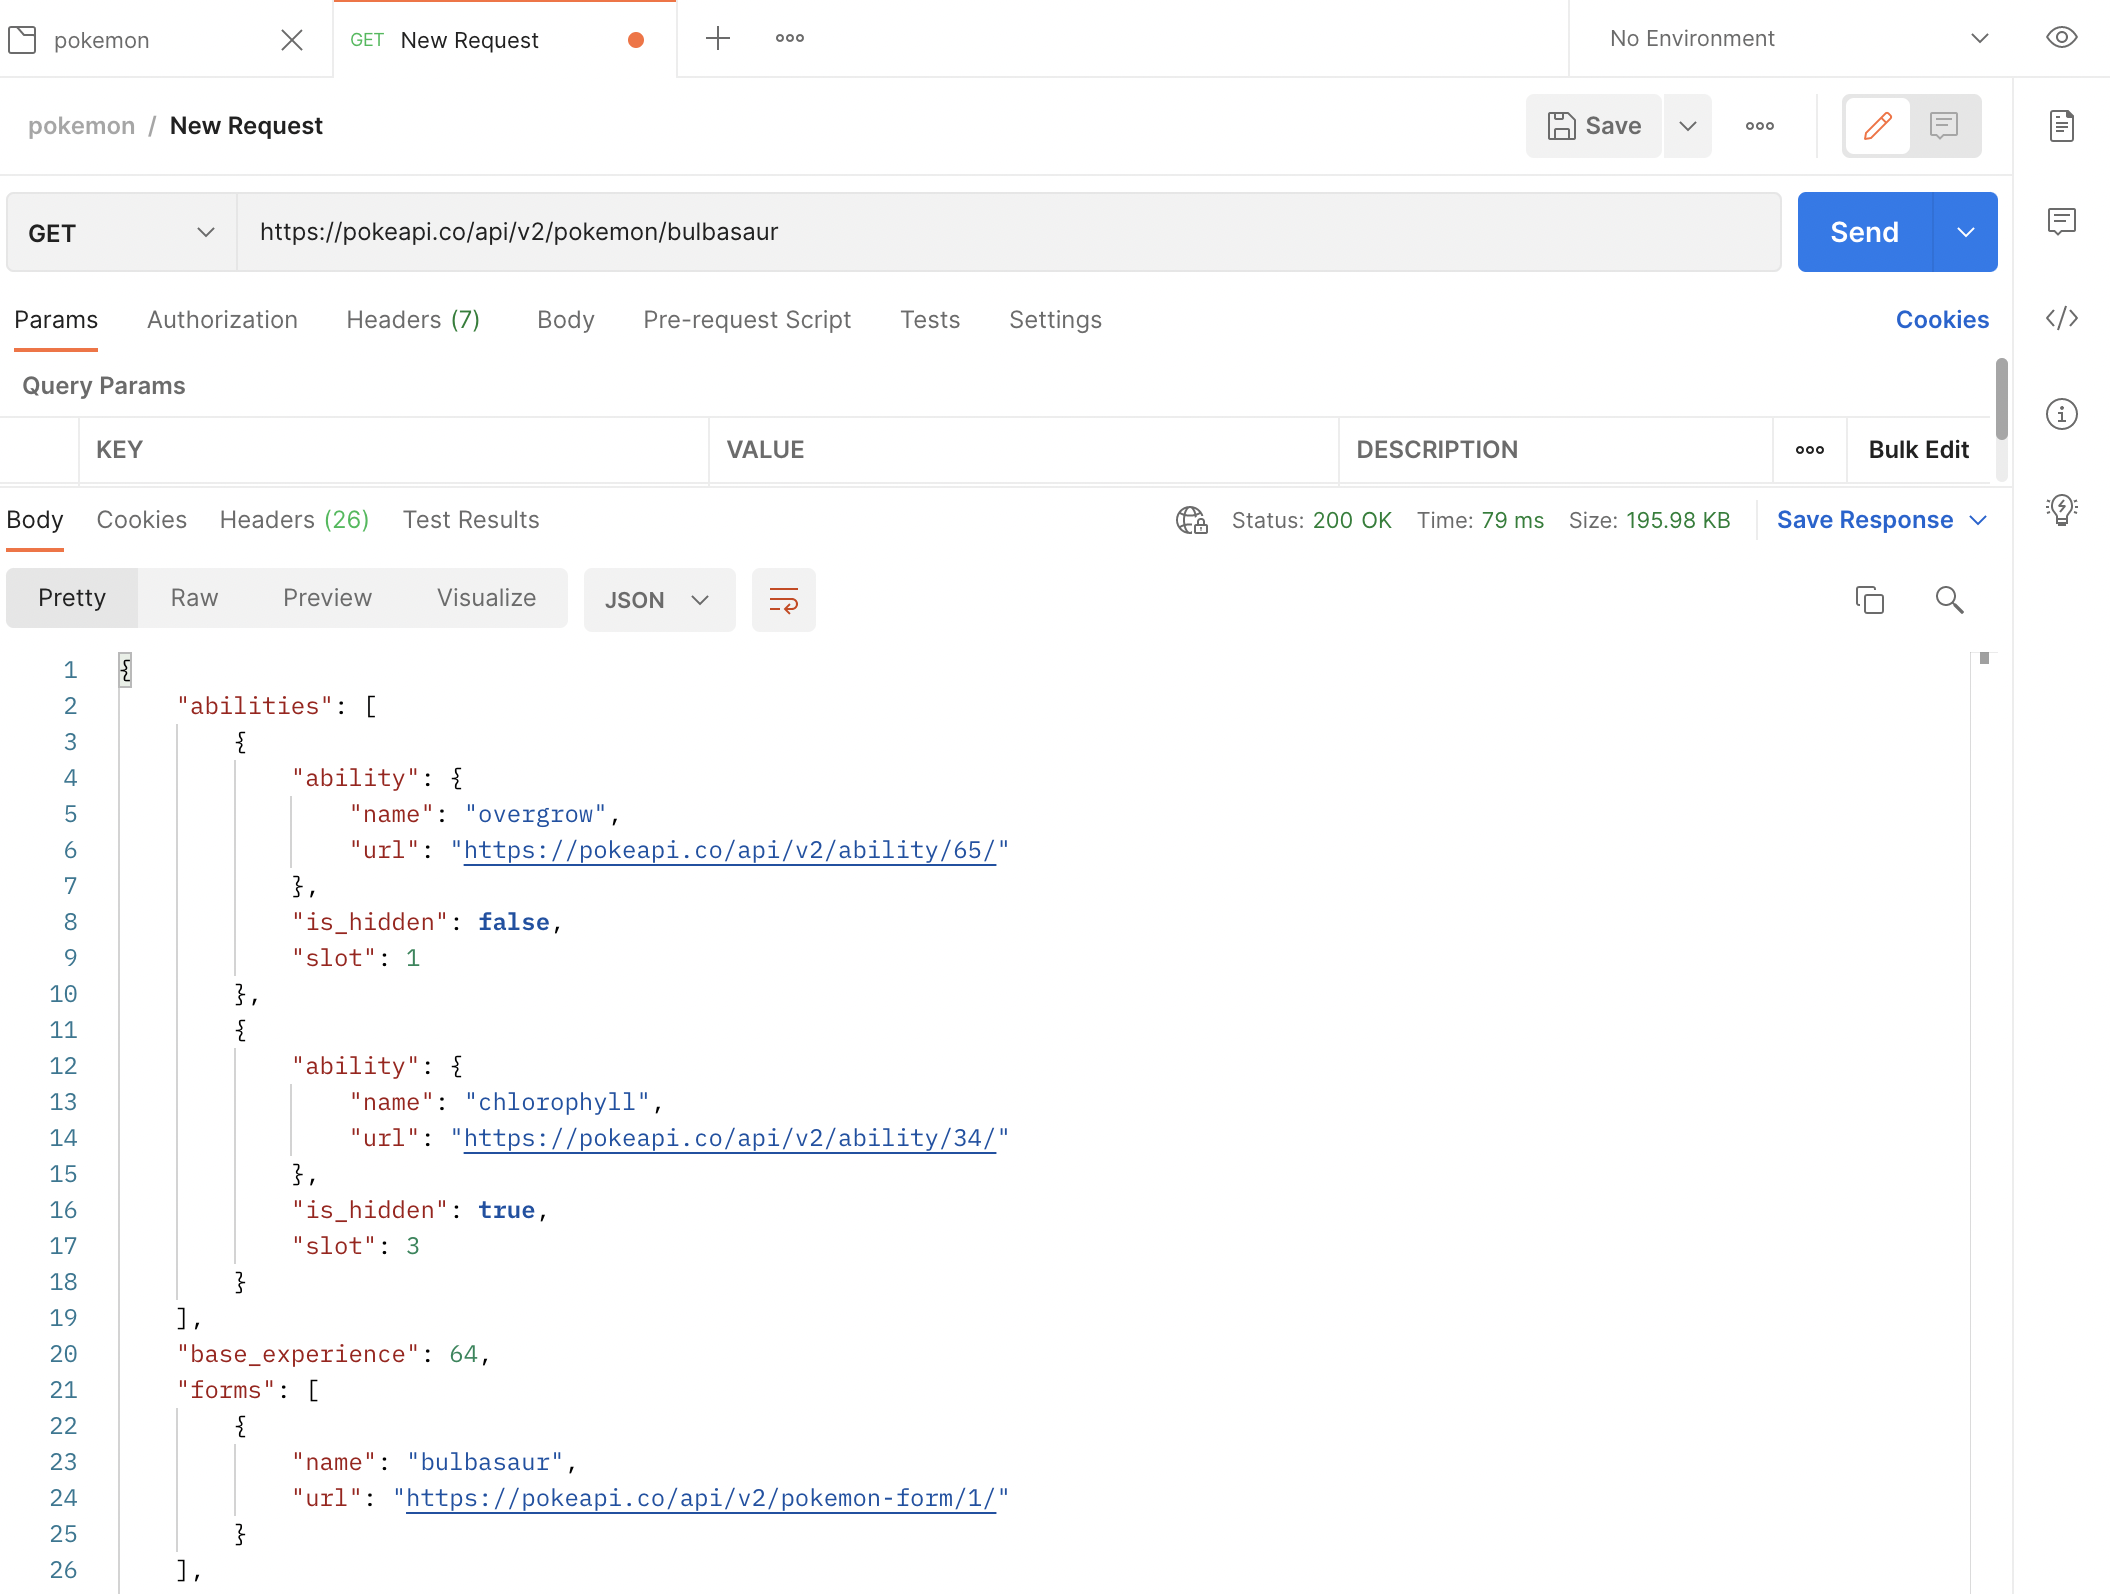 pokemon
GET New Request
No Environment
pokemon / New Request
Save
GET
https://pokeapi.co/api/v2/pokemon/bulbasaur
Send
Params Authorization Headers (7) Body Pre-request Script Tests Settings Cookies
Query Params
KEY VALUE DESCRIPTION Bulk Edit
Body Cookies Headers (26) Test Results Status: 200 OK Time: 79 ms Size: 195.98 KB Save Response
Pretty Raw Preview Visualize JSON
1 {
2 "abilities": [
3 {
4 "ability": {
5 "name": "overgrow",
6 "url": "https://pokeapi.co/api/v2/ability/65/"
7 },
8 "is_hidden": false,
9 "slot": 1
10 },
11 {
12 "ability": {
13 "name": "chlorophyll",
14 "url": "https://pokeapi.co/api/v2/ability/34/"
15 },
16 "is_hidden": true,
17 "slot": 3
18 }
19 ],
20 "base_experience": 64,
21 "forms": [
22 {
23 "name": "bulbasaur",
24 "url": "https://pokeapi.co/api/v2/pokemon-form/1/"
25 }
26 ],